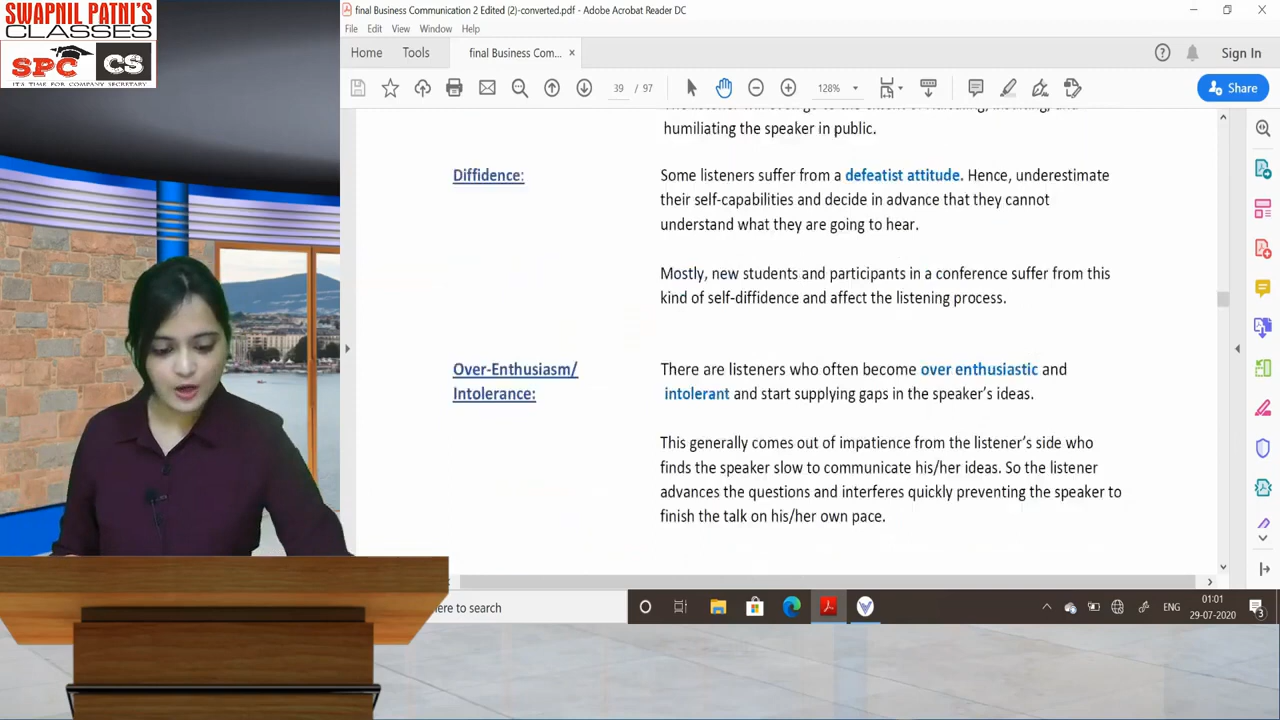 SWAPNIL PATNI'S
CLASSES
SPC CS
IT'S TIME FOR COMPANY SECRETARY
final Business Communication 2 Edited (2)-converted.pdf - Adobe Acrobat Reader DC
File Edit View Window Help
Home Tools final Business Com... × Sign In
39 / 97 128% Share
humiliating the speaker in public.
Diffidence: Some listeners suffer from a defeatist attitude. Hence, underestimate
their self-capabilities and decide in advance that they cannot
understand what they are going to hear.
Mostly, new students and participants in a conference suffer from this
kind of self-diffidence and affect the listening process.
Over-Enthusiasm/ There are listeners who often become over enthusiastic and
Intolerance: intolerant and start supplying gaps in the speaker's ideas.
This generally comes out of impatience from the listener's side who
finds the speaker slow to communicate his/her ideas. So the listener
advances the questions and interferes quickly preventing the speaker to
finish the talk on his/her own pace.
ere to search
ENG
01:01
29-07-2020
3